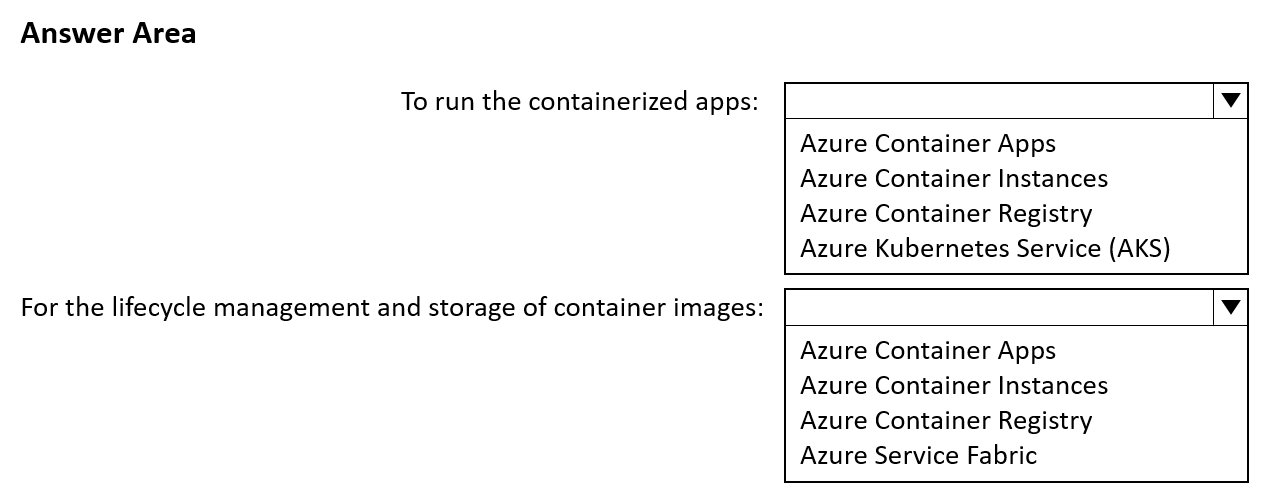 Answer Area
To run the containerized apps:
Azure Container Apps
Azure Container Instances
Azure Container Registry
Azure Kubernetes Service (AKS)
For the lifecycle management and storage of container images:
Azure Container Apps
Azure Container Instances
Azure Container Registry
Azure Service Fabric